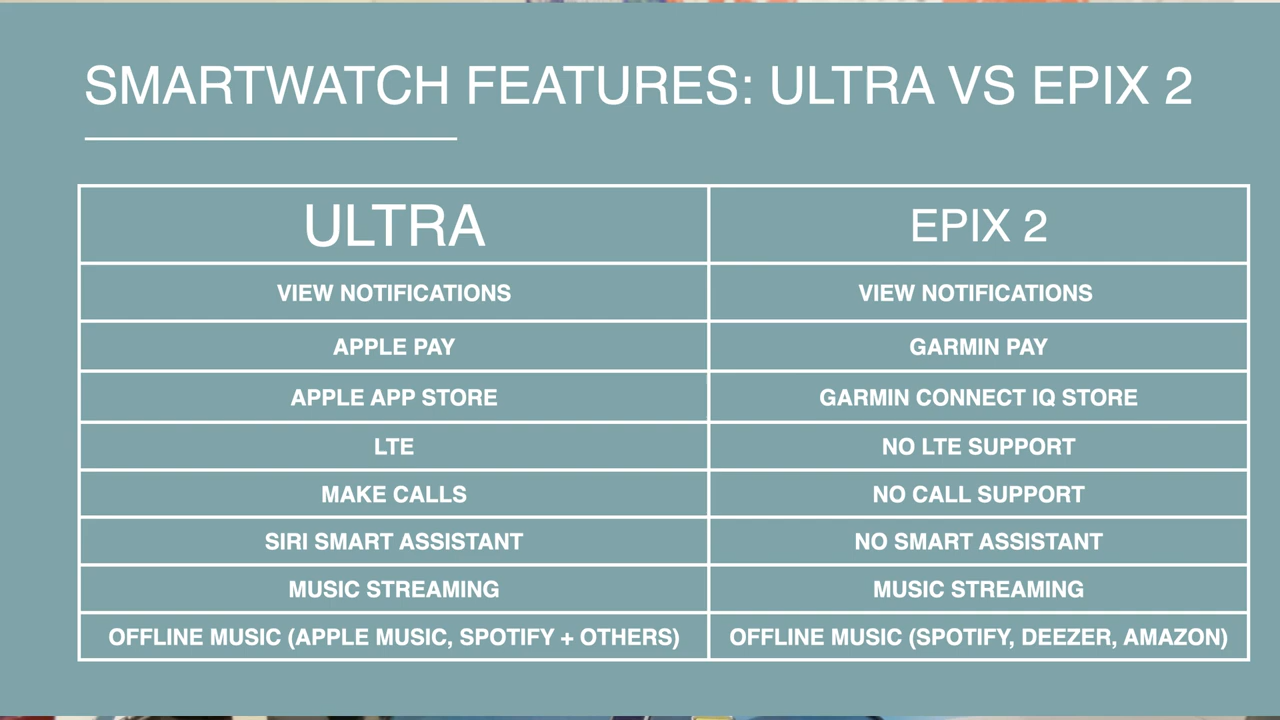 SMARTWATCH FEATURES: ULTRA VS EPIX 2
ULTRA EPIX 2
VIEW NOTIFICATIONS VIEW NOTIFICATIONS
APPLE PAY GARMIN PAY
APPLE APP STORE GARMIN CONNECT IQ STORE
LTE NO LTE SUPPORT
MAKE CALLS NO CALL SUPPORT
SIRI SMART ASSISTANT NO SMART ASSISTANT
MUSIC STREAMING MUSIC STREAMING
OFFLINE MUSIC (APPLE MUSIC, SPOTIFY + OTHERS) OFFLINE MUSIC (SPOTIFY, DEEZER, AMAZON)